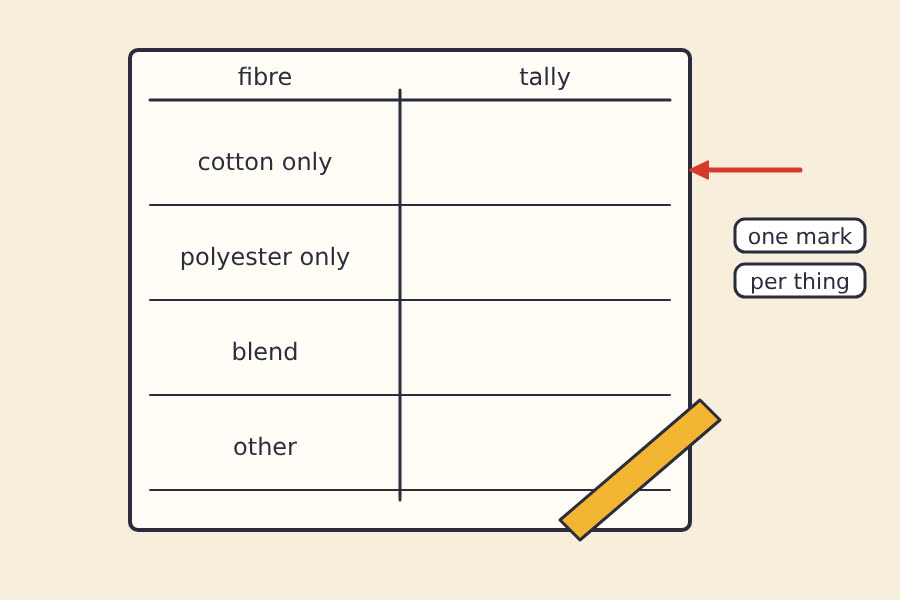 fibre tally
cotton only
polyester only
blend
other
one mark
per thing